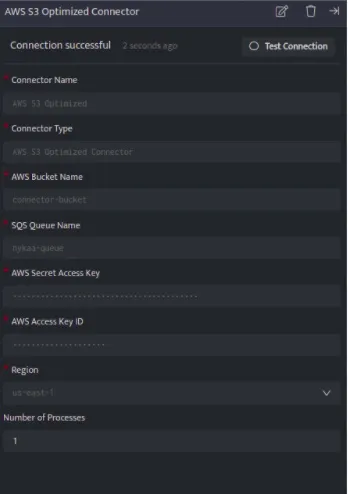 AWS S3 Optimized Connector
Connection successful 2 seconds ago Test Connection
* Connector Name
AWS S3 Optimized
* Connector Type
AWS S3 Optimized Connector
* AWS Bucket Name
connector-bucket
* SQS Queue Name
nykaa-queue
* AWS Secret Access Key
* AWS Access Key ID
* Region
us-east-1
Number of Processes
1